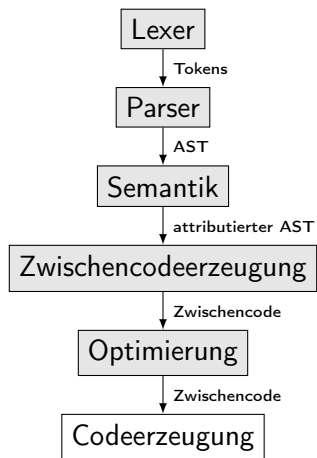 Lexer
Tokens
Parser
AST
Semantik
attributierter AST
Zwischencodeerzeugung
Zwischencode
Optimierung
Zwischencode
Codeerzeugung